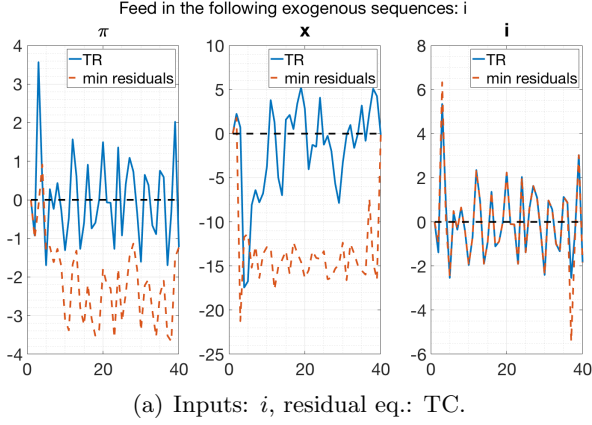 Feed in the following exogenous sequences: i
π x i
TR TR TR
min residuals min residuals min residuals
4 3 2 1 0 -1 -2 -3 -4
10 5 0 -5 -10 -15 -20 -25
8 6 4 2 0 -2 -4 -6
0 20 40 0 20 40 0 20 40
(a) Inputs: i, residual eq.: TC.